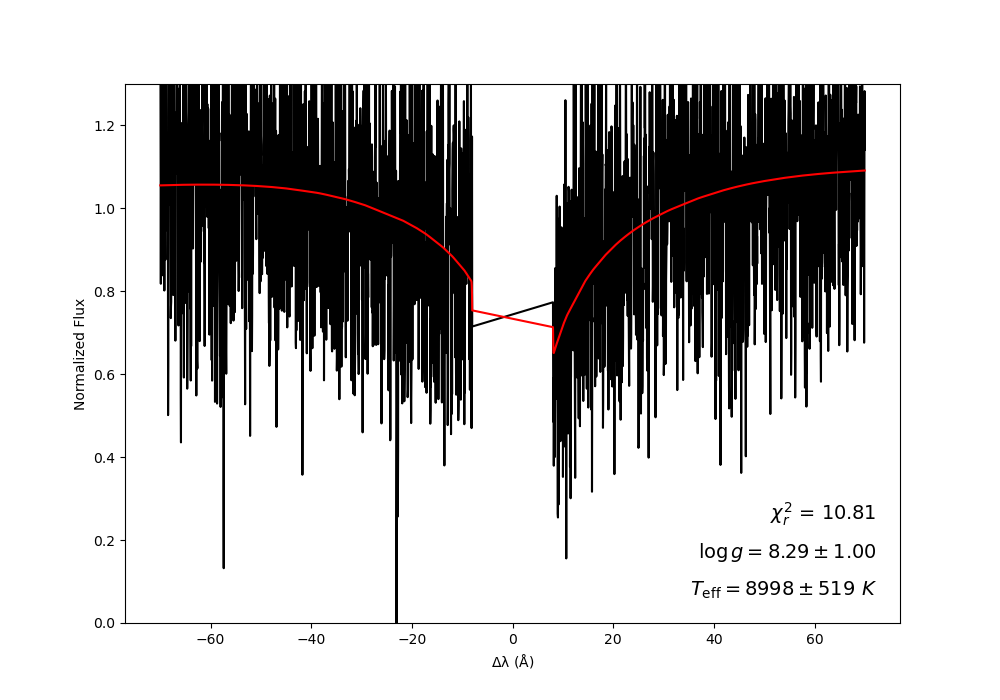 Normalized Flux
1.2
1.0
0.8
0.6
0.4
0.2
0.0
−60
−40
−20
0
20
40
60
Δλ (Å)
χ²ᵣ = 10.81
log g = 8.29 ± 1.00
T_eff = 8998 ± 519 K